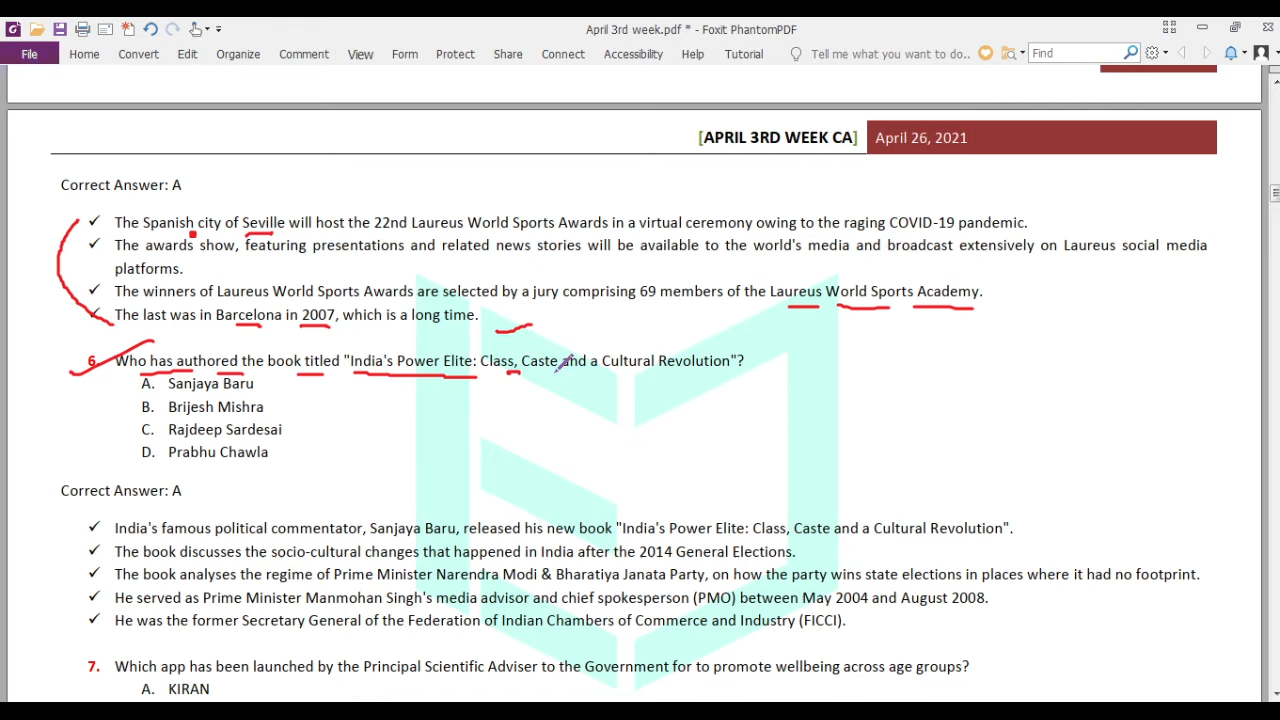 April 3rd week.pdf * - Foxit PhantomPDF
File Home Convert Edit Organize Comment View Form Protect Share Connect Accessibility Help Tutorial Tell me what you want to do.. Find
[APRIL 3RD WEEK CA] April 26, 2021
Correct Answer: A
✓ The Spanish city of Seville will host the 22nd Laureus World Sports Awards in a virtual ceremony owing to the raging COVID-19 pandemic.
✓ The awards show, featuring presentations and related news stories will be available to the world's media and broadcast extensively on Laureus social media
platforms.
✓ The winners of Laureus World Sports Awards are selected by a jury comprising 69 members of the Laureus World Sports Academy.
✓ The last was in Barcelona in 2007, which is a long time.
6. Who has authored the book titled "India's Power Elite: Class, Caste and a Cultural Revolution"?
A. Sanjaya Baru
B. Brijesh Mishra
C. Rajdeep Sardesai
D. Prabhu Chawla
Correct Answer: A
✓ India's famous political commentator, Sanjaya Baru, released his new book "India's Power Elite: Class, Caste and a Cultural Revolution".
✓ The book discusses the socio-cultural changes that happened in India after the 2014 General Elections.
✓ The book analyses the regime of Prime Minister Narendra Modi & Bharatiya Janata Party, on how the party wins state elections in places where it had no footprint.
✓ He served as Prime Minister Manmohan Singh's media advisor and chief spokesperson (PMO) between May 2004 and August 2008.
✓ He was the former Secretary General of the Federation of Indian Chambers of Commerce and Industry (FICCI).
7. Which app has been launched by the Principal Scientific Adviser to the Government for to promote wellbeing across age groups?
A. KIRAN